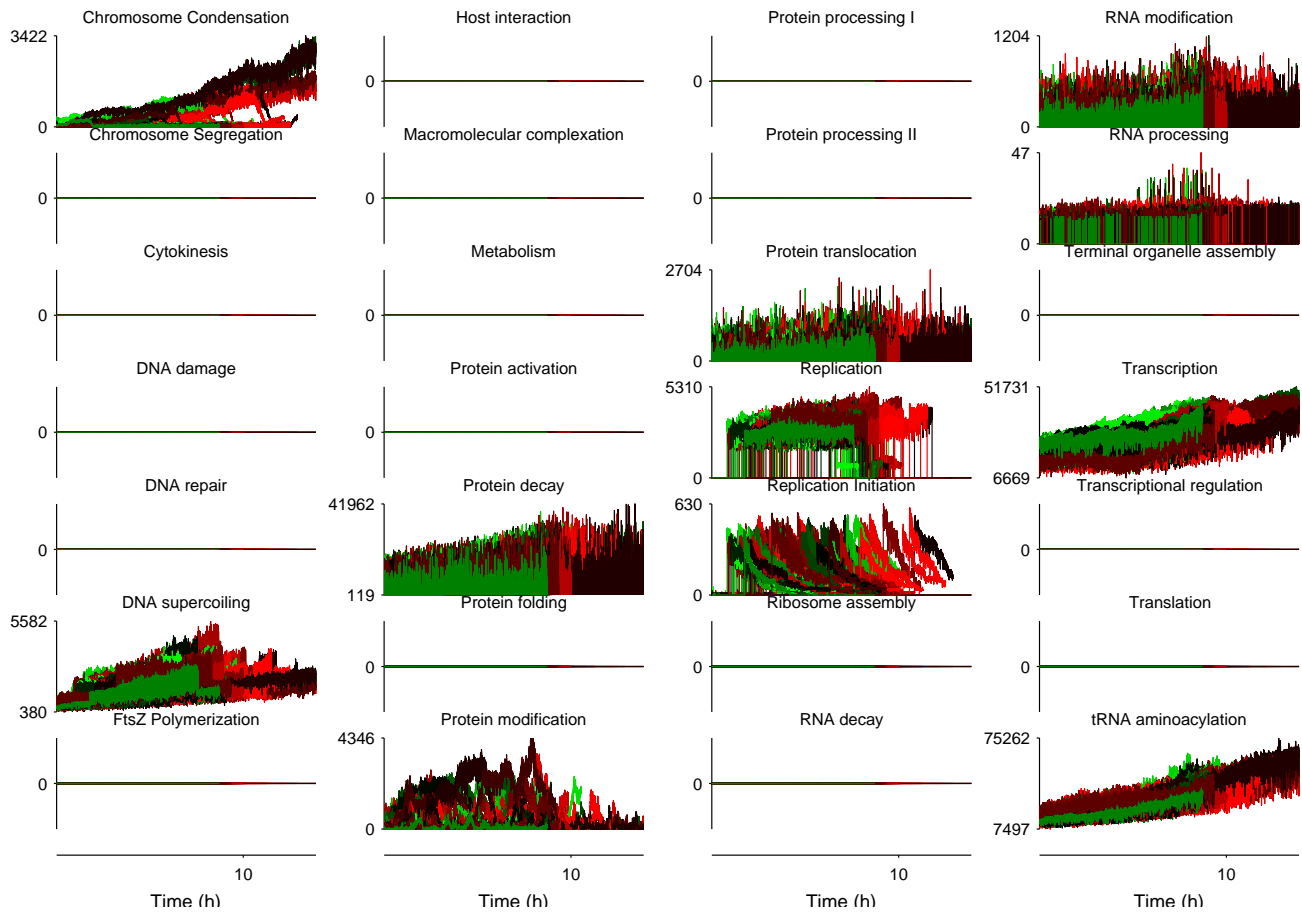 Chromosome Condensation
3422
0
Chromosome Segregation
0
Cytokinesis
0
DNA damage
0
DNA repair
0
DNA supercoiling
5582
380
FtsZ Polymerization
0
10
Time (h)
Host interaction
0
Macromolecular complexation
0
Metabolism
0
Protein activation
0
Protein decay
41962
119
Protein folding
0
Protein modification
4346
0
10
Time (h)
Protein processing I
0
Protein processing II
0
Protein translocation
2704
0
Replication
5310
0
Replication Initiation
630
0
Ribosome assembly
0
RNA decay
0
10
Time (h)
RNA modification
1204
0
RNA processing
47
0
Terminal organelle assembly
0
Transcription
51731
6669
Transcriptional regulation
0
Translation
0
tRNA aminoacylation
75262
7497
10
Time (h)